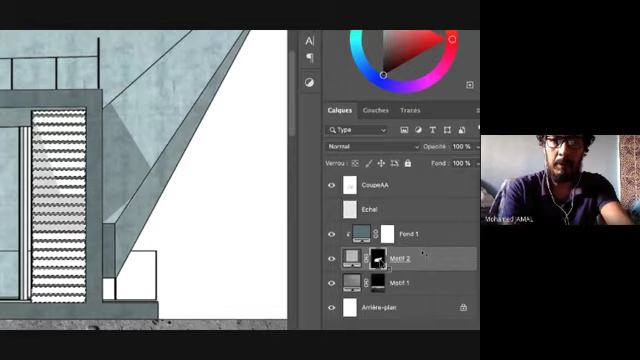 A|
Calques Couches Tracés
Type
Normal Opacité : 100 %
Verrou : Fond : 100 %
CoupeAA
Echel
Fond 1
Motif 2
Motif 1
Arrière-plan
Mohamed JAMAL